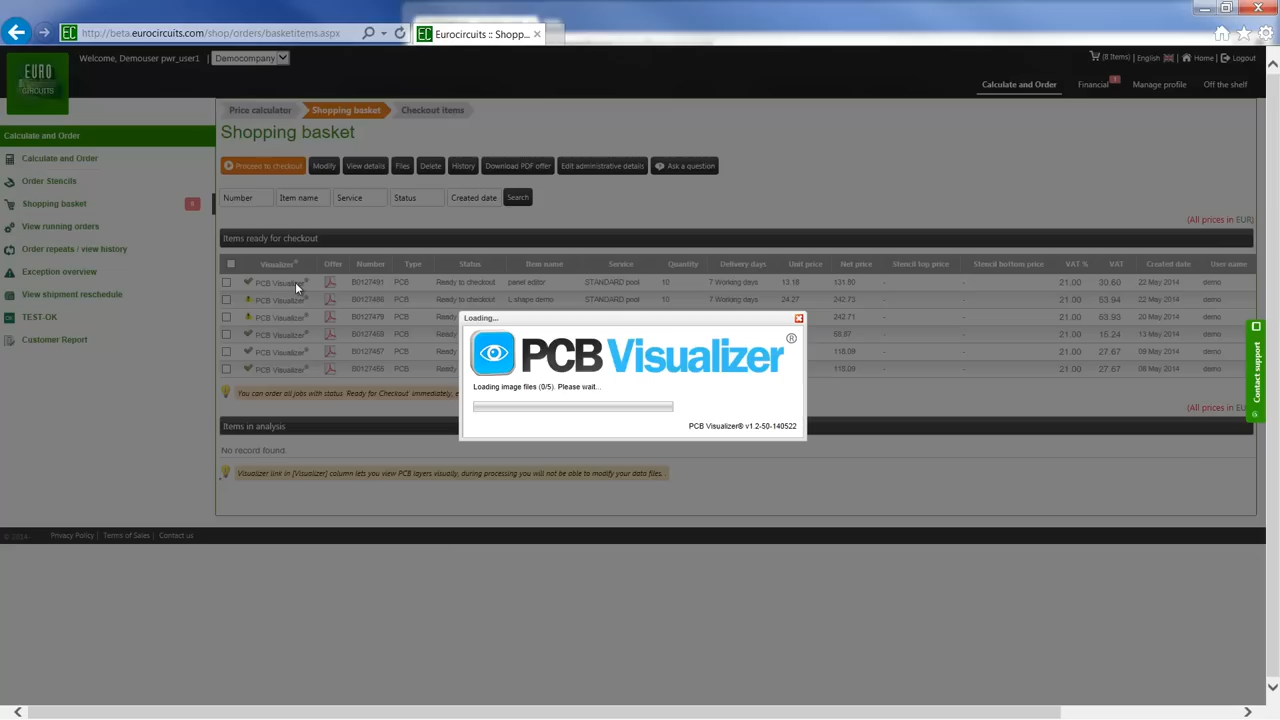 http://beta.eurocircuits.com/shop/orders/basketitems.aspx
EC Eurocircuits :: Shopp...
EURO
CIRCUITS
Welcome, Demouser pwr_user1 | Democompany
(8 Items) | English | Home | Logout
Calculate and Order Financial Manage profile Off the shelf
Calculate and Order
Calculate and Order
Order Stencils
Shopping basket
View running orders
Order repeats / view history
Exception overview
View shipment reschedule
TEST-OK
Customer Report
Price calculator Shopping basket Checkout items
Shopping basket
Proceed to checkout Modify View details Files Delete History Download PDF offer Edit administrative details Ask a question
Number Item name Service Status Created date Search
(All prices in EUR)
Items ready for checkout
Visualizer® Offer Number Type Status Item name Service Quantity Delivery days Unit price Net price Stencil top price Stencil bottom price VAT % VAT Created date User name
PCB Visualizer® B0127491 PCB Ready to checkout panel editor STANDARD pool 10 7 Working days 13.18 131.80 - - 21.00 30.60 22 May 2014 demo
PCB Visualizer® B0127486 PCB Ready to checkout L shape demo STANDARD pool 10 7 Working days 24.27 242.73 - - 21.00 53.94 22 May 2014 demo
PCB Visualizer® B0127479 PCB Ready 242.71 - - 21.00 53.93 20 May 2014 demo
PCB Visualizer® B0127469 PCB Ready - - 21.00 15.24 13 May 2014 demo
PCB Visualizer® B0127457 PCB Ready 118.09 - - 21.00 27.67 09 May 2014 demo
PCB Visualizer® PCB Ready 118.09 - - 21.00 27.67 08 May 2014 demo
You can order all jobs with status. Ready for Checkout immediately,
(All prices in EU
Items in analysis
No record found.
Visualizer link in [Visualizer] column lets you view PCB layers visually, during processing you will not be able to modify your data files.
Loading...
PCB Visualizer®
Loading image files (0/5). Please wait...
PCB Visualizer® v1.2-50-140522
Contact support
© 2014- Privacy Policy | Terms of Sales | Contact us